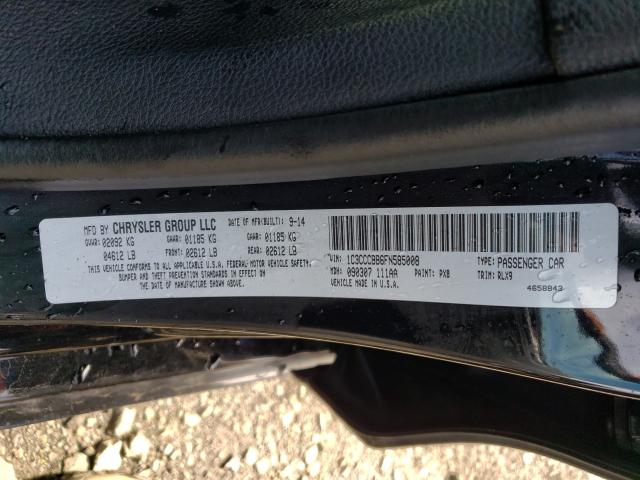 MFD BY CHRYSLER GROUP LLC DATE OF MFR(BUILT): 9-14
GVWR: 02092 KG GAWR: 01185 KG GAWR: 01185 KG
04612 LB FRONT: 02612 LB REAR: 02612 LB
THIS VEHICLE CONFORMS TO ALL APPLICABLE U.S.A. FEDERAL MOTOR VEHICLE SAFETY,
BUMPER AND THEFT PREVENTION STANDARDS IN EFFECT ON
THE DATE OF MANUFACTURE SHOWN ABOVE.
VIN: 1C3CCCBB8FN585008 TYPE: PASSENGER CAR
MDH: 090307 111AA PAINT: PX8 TRIM: RLX9
VEHICLE MADE IN U.S.A. 4658843